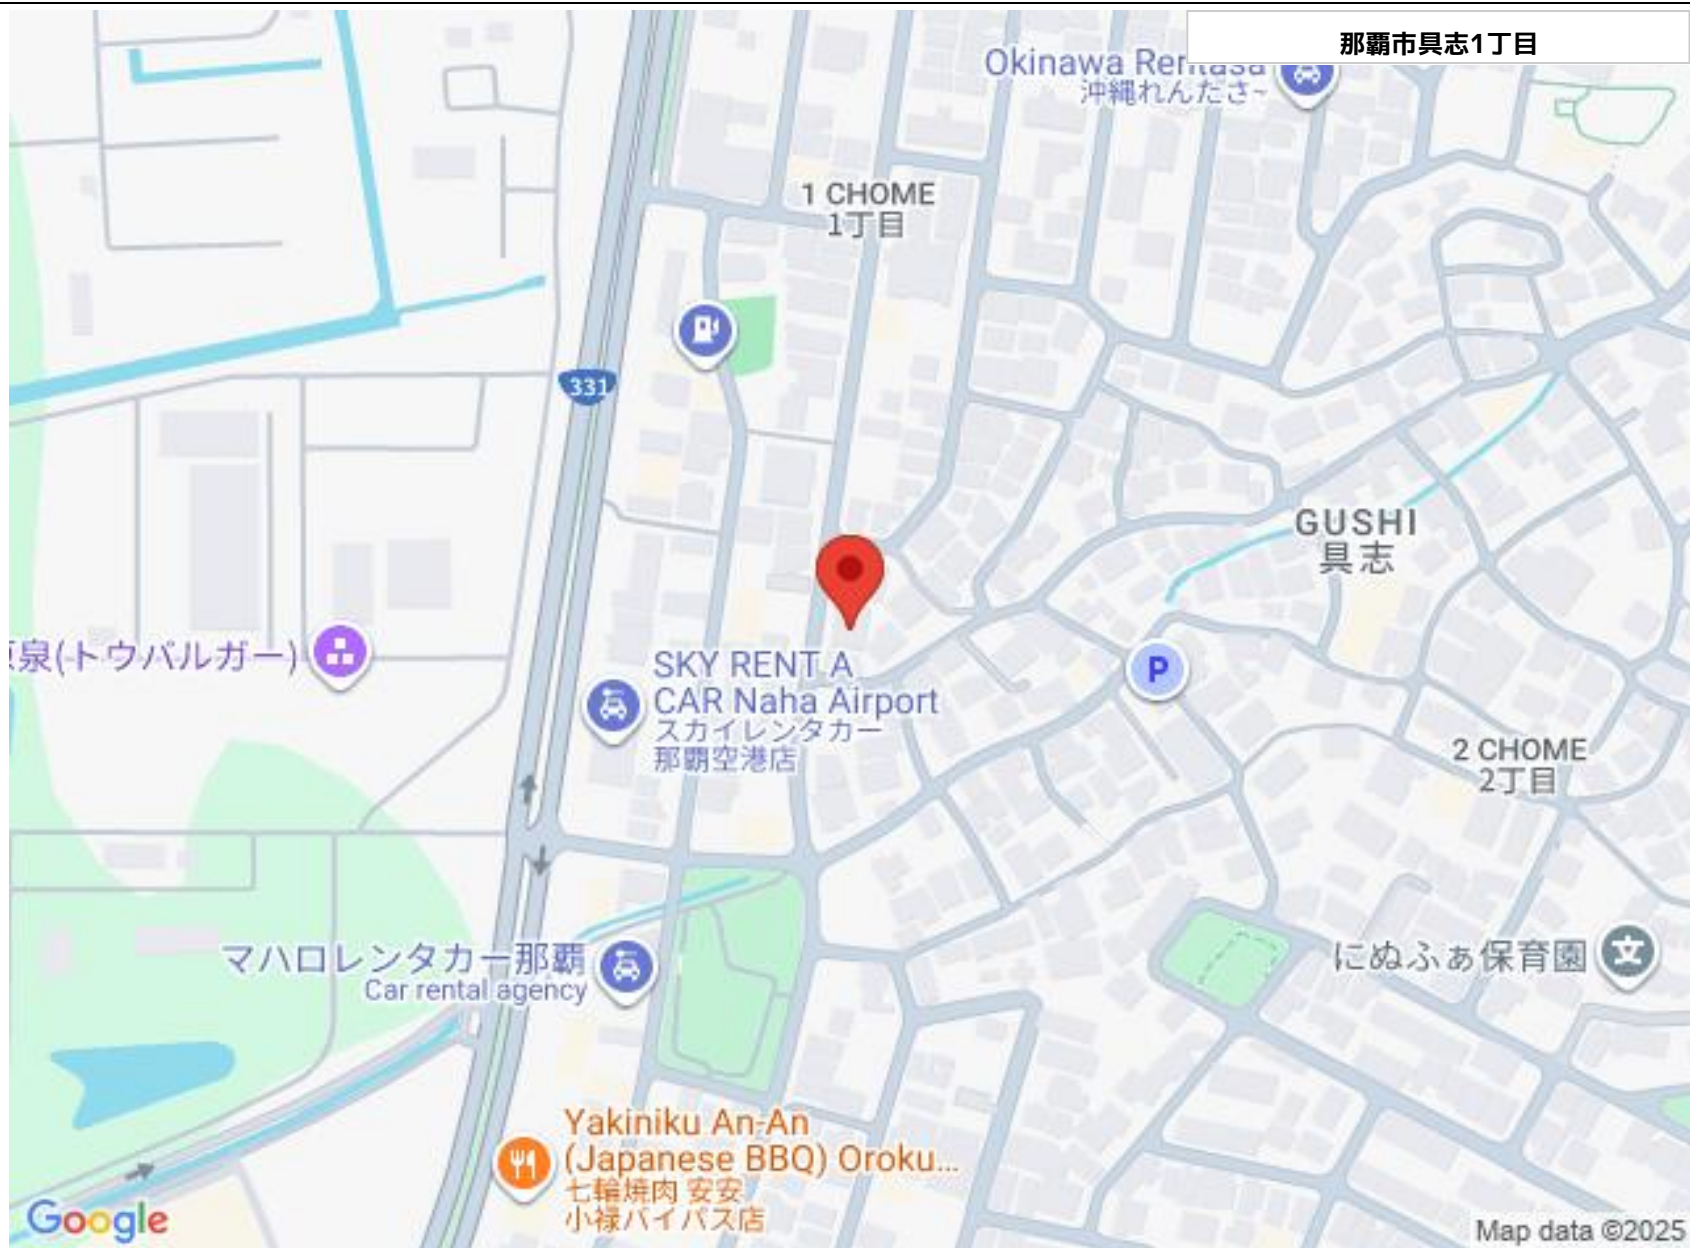 那覇市具志1丁目
Okinawa Rentasa
沖縄れんたさ~
1 CHOME
1丁目
331
GUSHI
具志
泉(トウバルガー)
SKY RENT A
CAR Naha Airport
スカイレンタカー
那覇空港店
P
2 CHOME
2丁目
マハロレンタカー那覇
Car rental agency
にぬふぁ保育園
文
Yakiniku An-An
(Japanese BBQ) Oroku...
七輪焼肉 安安
小禄バイパス店
Google
Map data ©2025